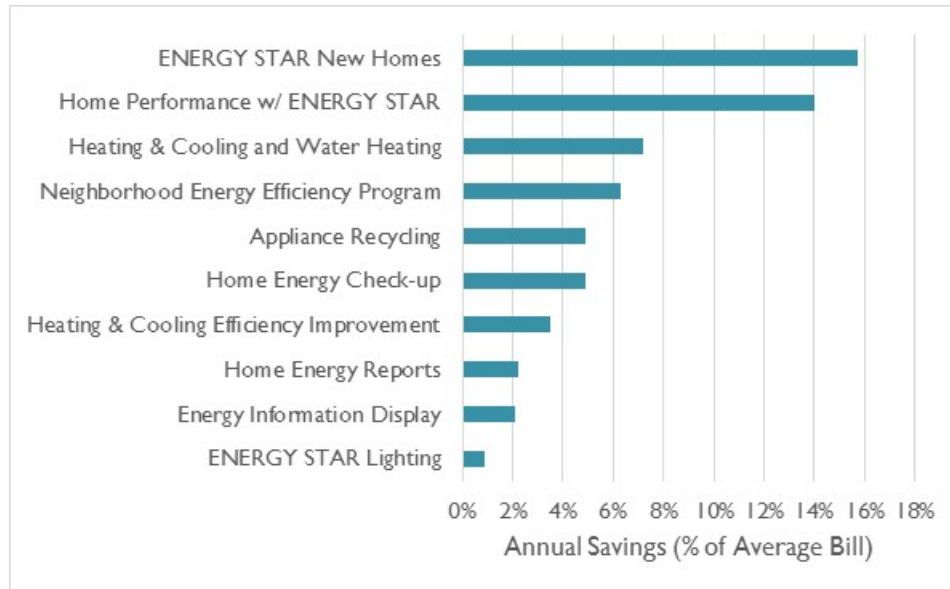 ENERGY STAR New Homes
Home Performance w/ ENERGY STAR
Heating & Cooling and Water Heating
Neighborhood Energy Efficiency Program
Appliance Recycling
Home Energy Check-up
Heating & Cooling Efficiency Improvement
Home Energy Reports
Energy Information Display
ENERGY STAR Lighting
0% 2% 4% 6% 8% 10% 12% 14% 16% 18%
Annual Savings (% of Average Bill)